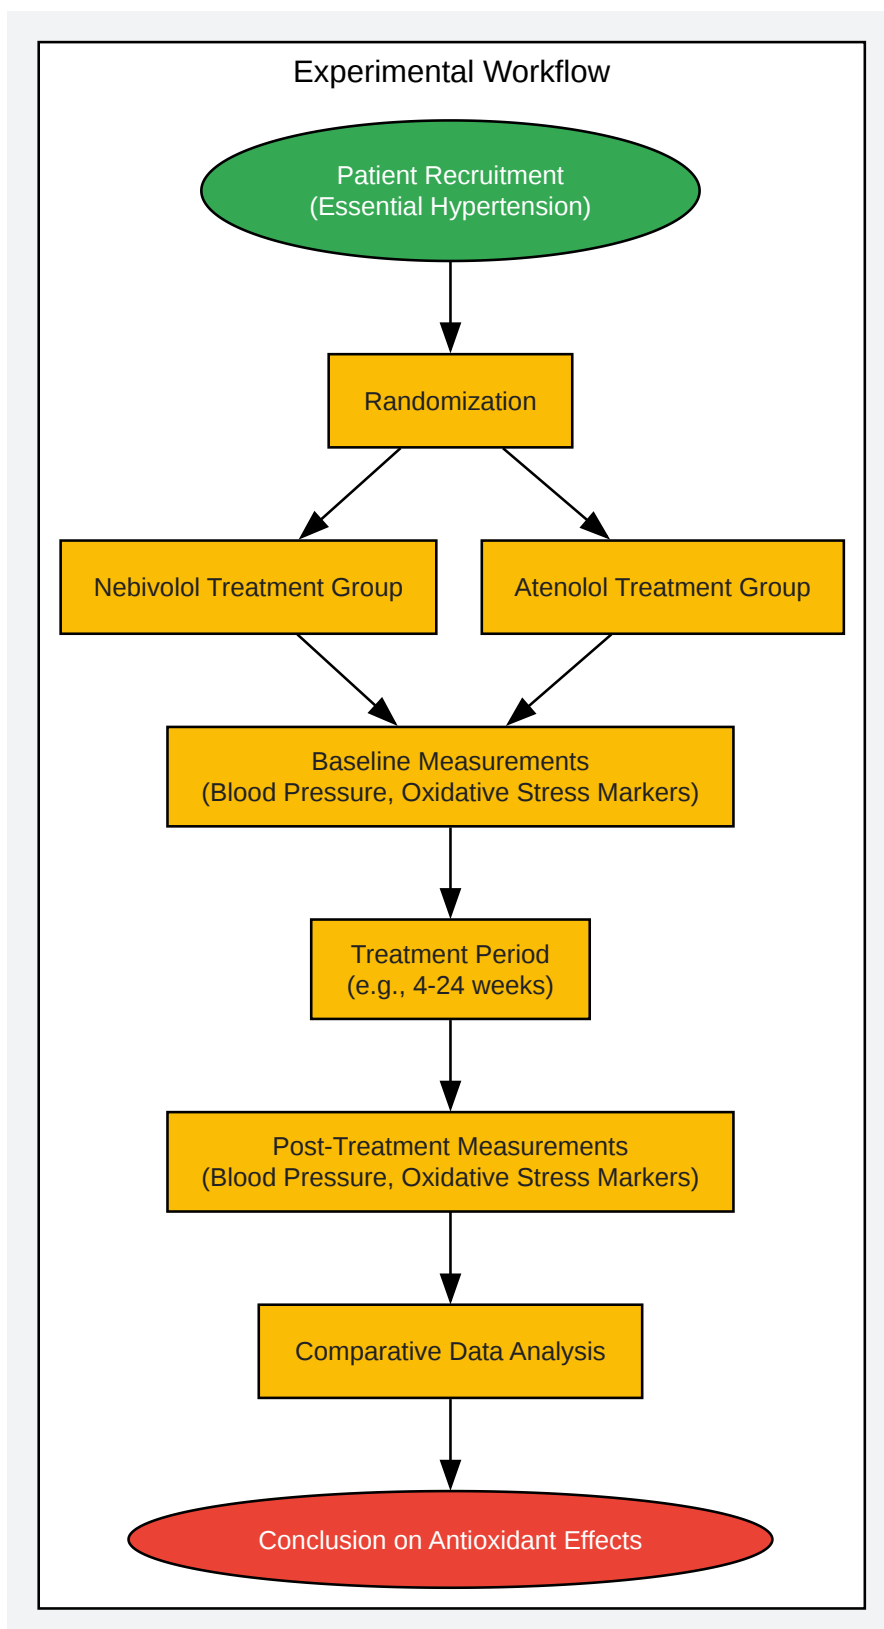 Experimental Workflow
Patient Recruitment
(Essential Hypertension)
Randomization
Nebivolol Treatment Group
Atenolol Treatment Group
Baseline Measurements
(Blood Pressure, Oxidative Stress Markers)
Treatment Period
(e.g., 4-24 weeks)
Post-Treatment Measurements
(Blood Pressure, Oxidative Stress Markers)
Comparative Data Analysis
Conclusion on Antioxidant Effects